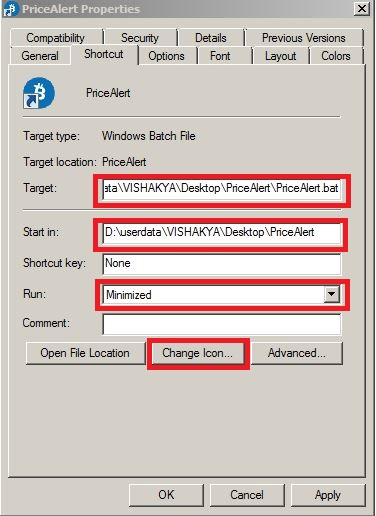 PriceAlert Properties
Compatibility Security Details Previous Versions
General Shortcut Options Font Layout Colors
PriceAlert
Target type: Windows Batch File
Target location: PriceAlert
Target: ata\VISHAKYA\Desktop\PriceAlert\PriceAlert.bat
Start in: D:\userdata\VISHAKYA\Desktop\PriceAlert
Shortcut key: None
Run: Minimized
Comment:
Open File Location Change Icon... Advanced...
OK Cancel Apply